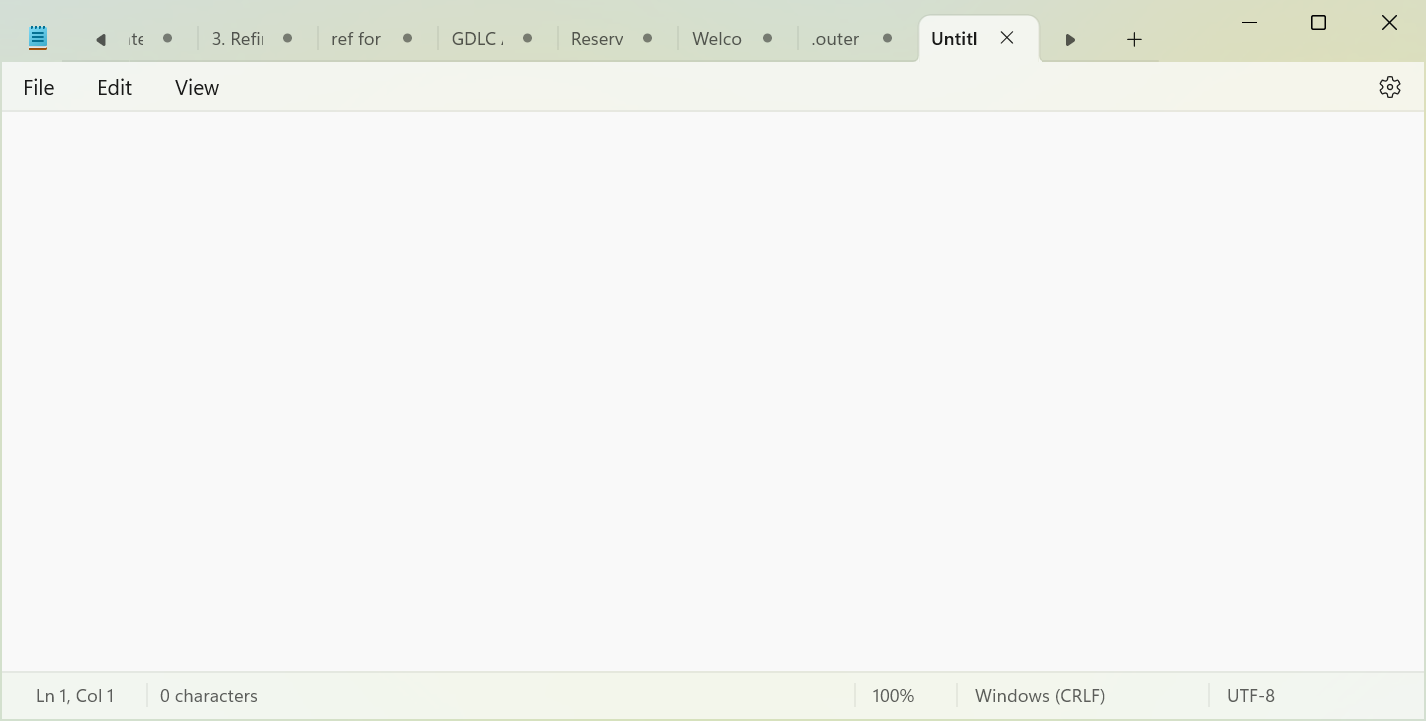 3. Refi
ref for
GDLC
Reserv
Welco
.outer
Untitl
File
Edit
View
Ln 1, Col 1
0 characters
100%
Windows (CRLF)
UTF-8